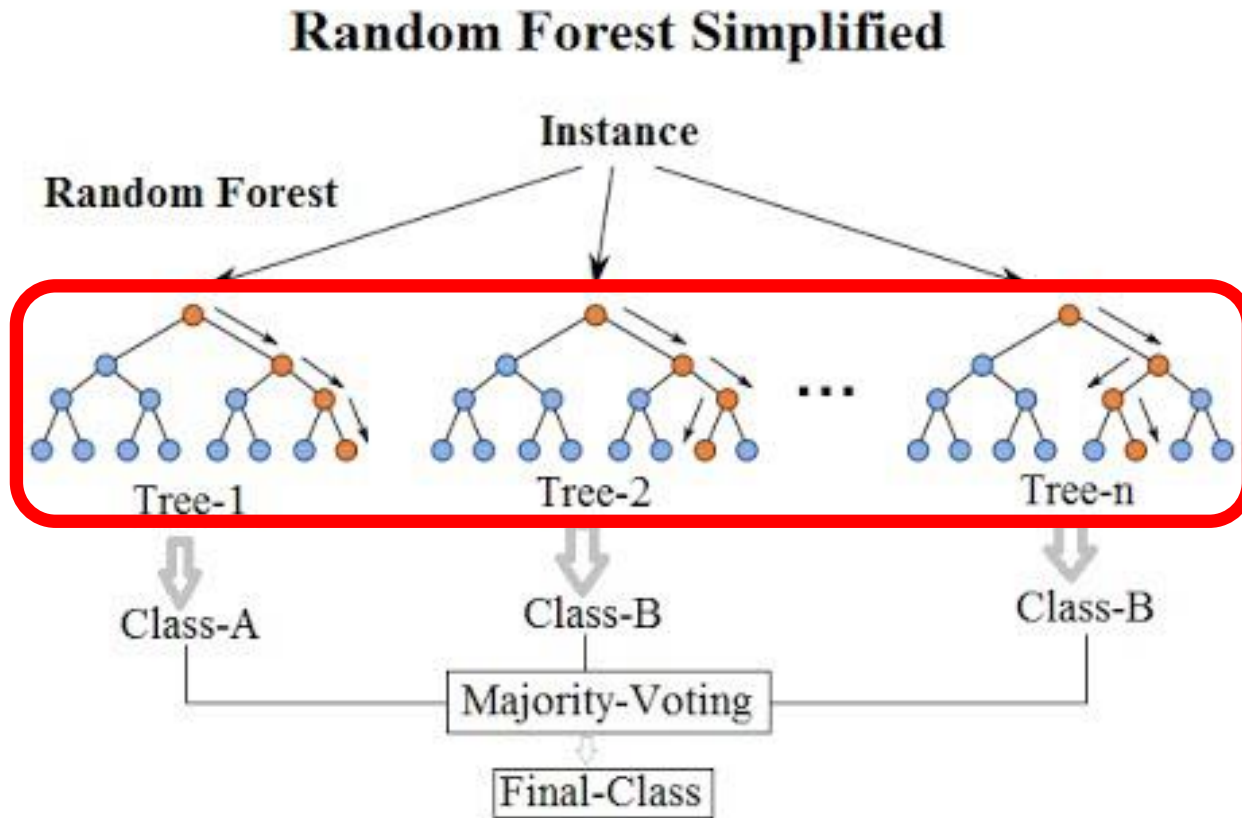 Random Forest Simplified
Instance
Random Forest
...
Tree-1 Tree-2 Tree-n
Class-A Class-B Class-B
Majority-Voting
Final-Class